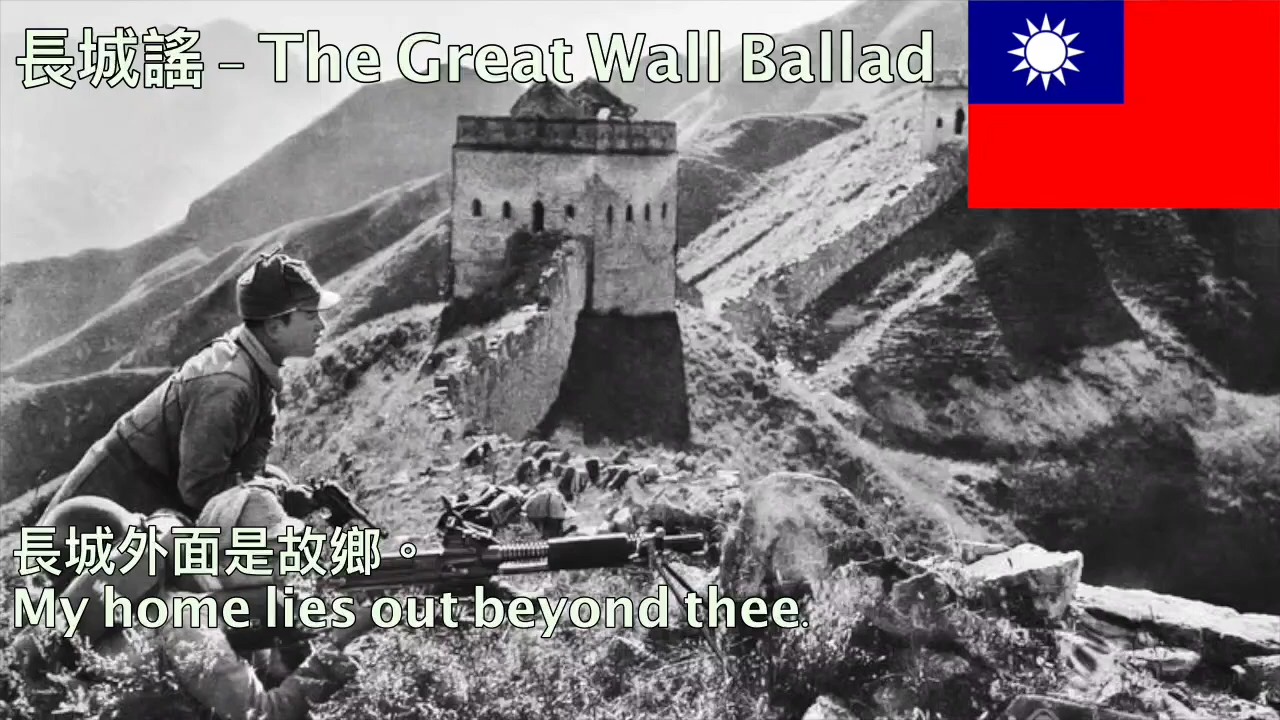 長城謠 – The Great Wall Ballad
長城外面是故鄉。
My home lies out beyond thee.